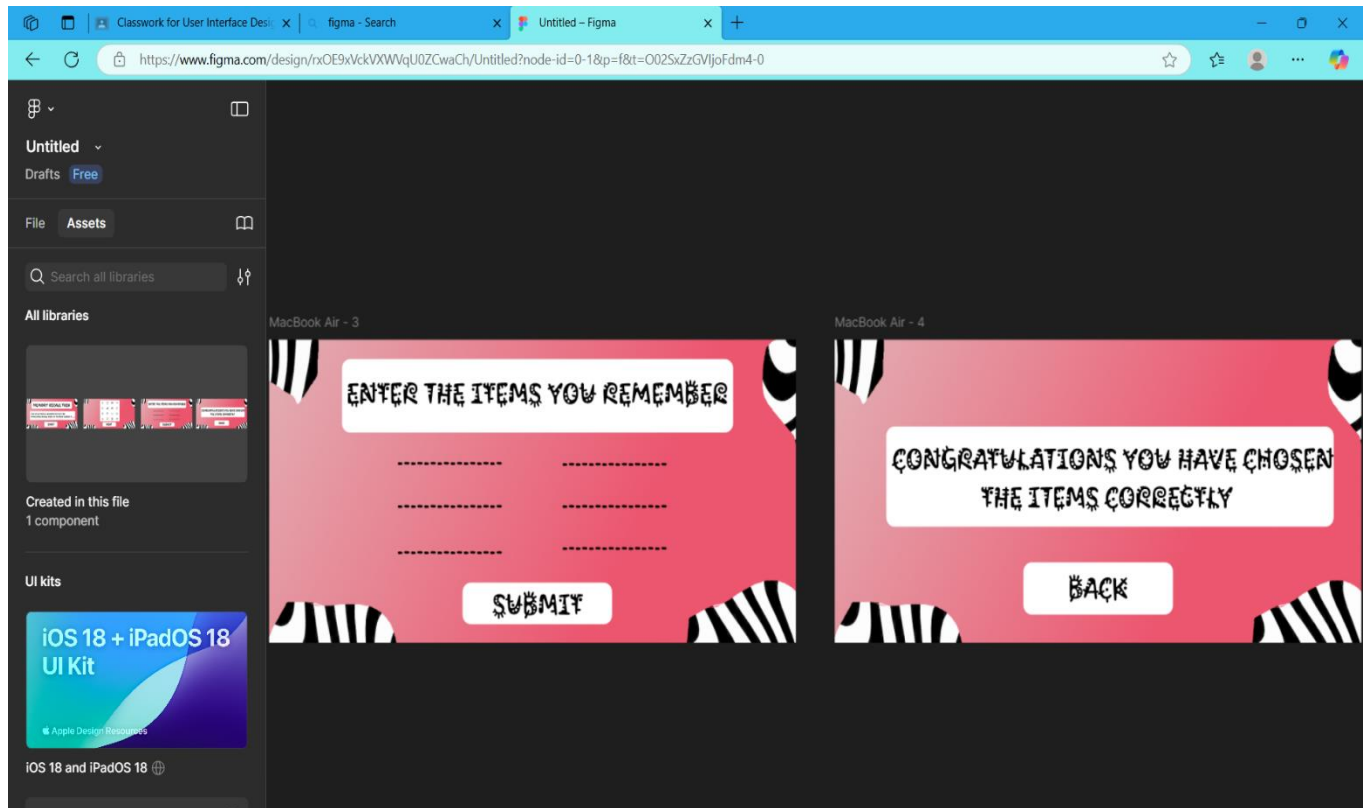 Classwork for User Interface Desi
figma - Search
Untitled – Figma
https://www.figma.com/design/rxOE9xVckVXWVqU0ZCwaCh/Untitled?node-id=0-1&p=f&t=O02SxZzGVIjoFdm4-0
Untitled
Drafts Free
File Assets
Search all libraries
All libraries
Created in this file
1 component
UI kits
iOS 18 + iPadOS 18
UI Kit
Apple Design Resources
iOS 18 and iPadOS 18
MacBook Air - 3
ENTER THE ITEMS YOU REMEMBER
SUBMIT
MacBook Air - 4
CONGRATULATIONS YOU HAVE CHOSEN
THE ITEMS CORRECTLY
BACK